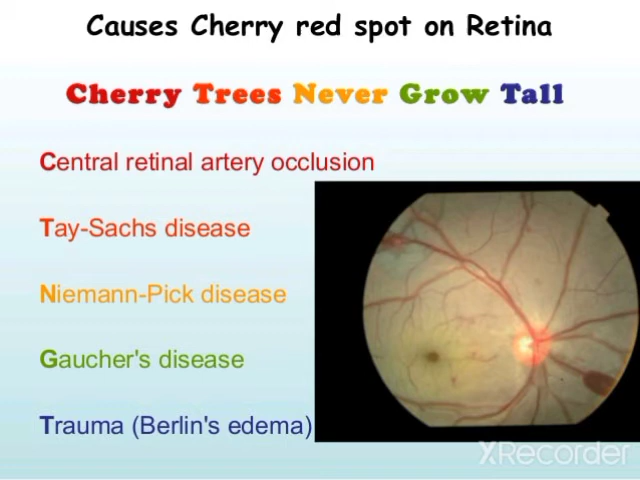 Causes Cherry red spot on Retina
Cherry Trees Never Grow Tall
Central retinal artery occlusion
Tay-Sachs disease
Niemann-Pick disease
Gaucher's disease
Trauma (Berlin's edema)
XRecorder